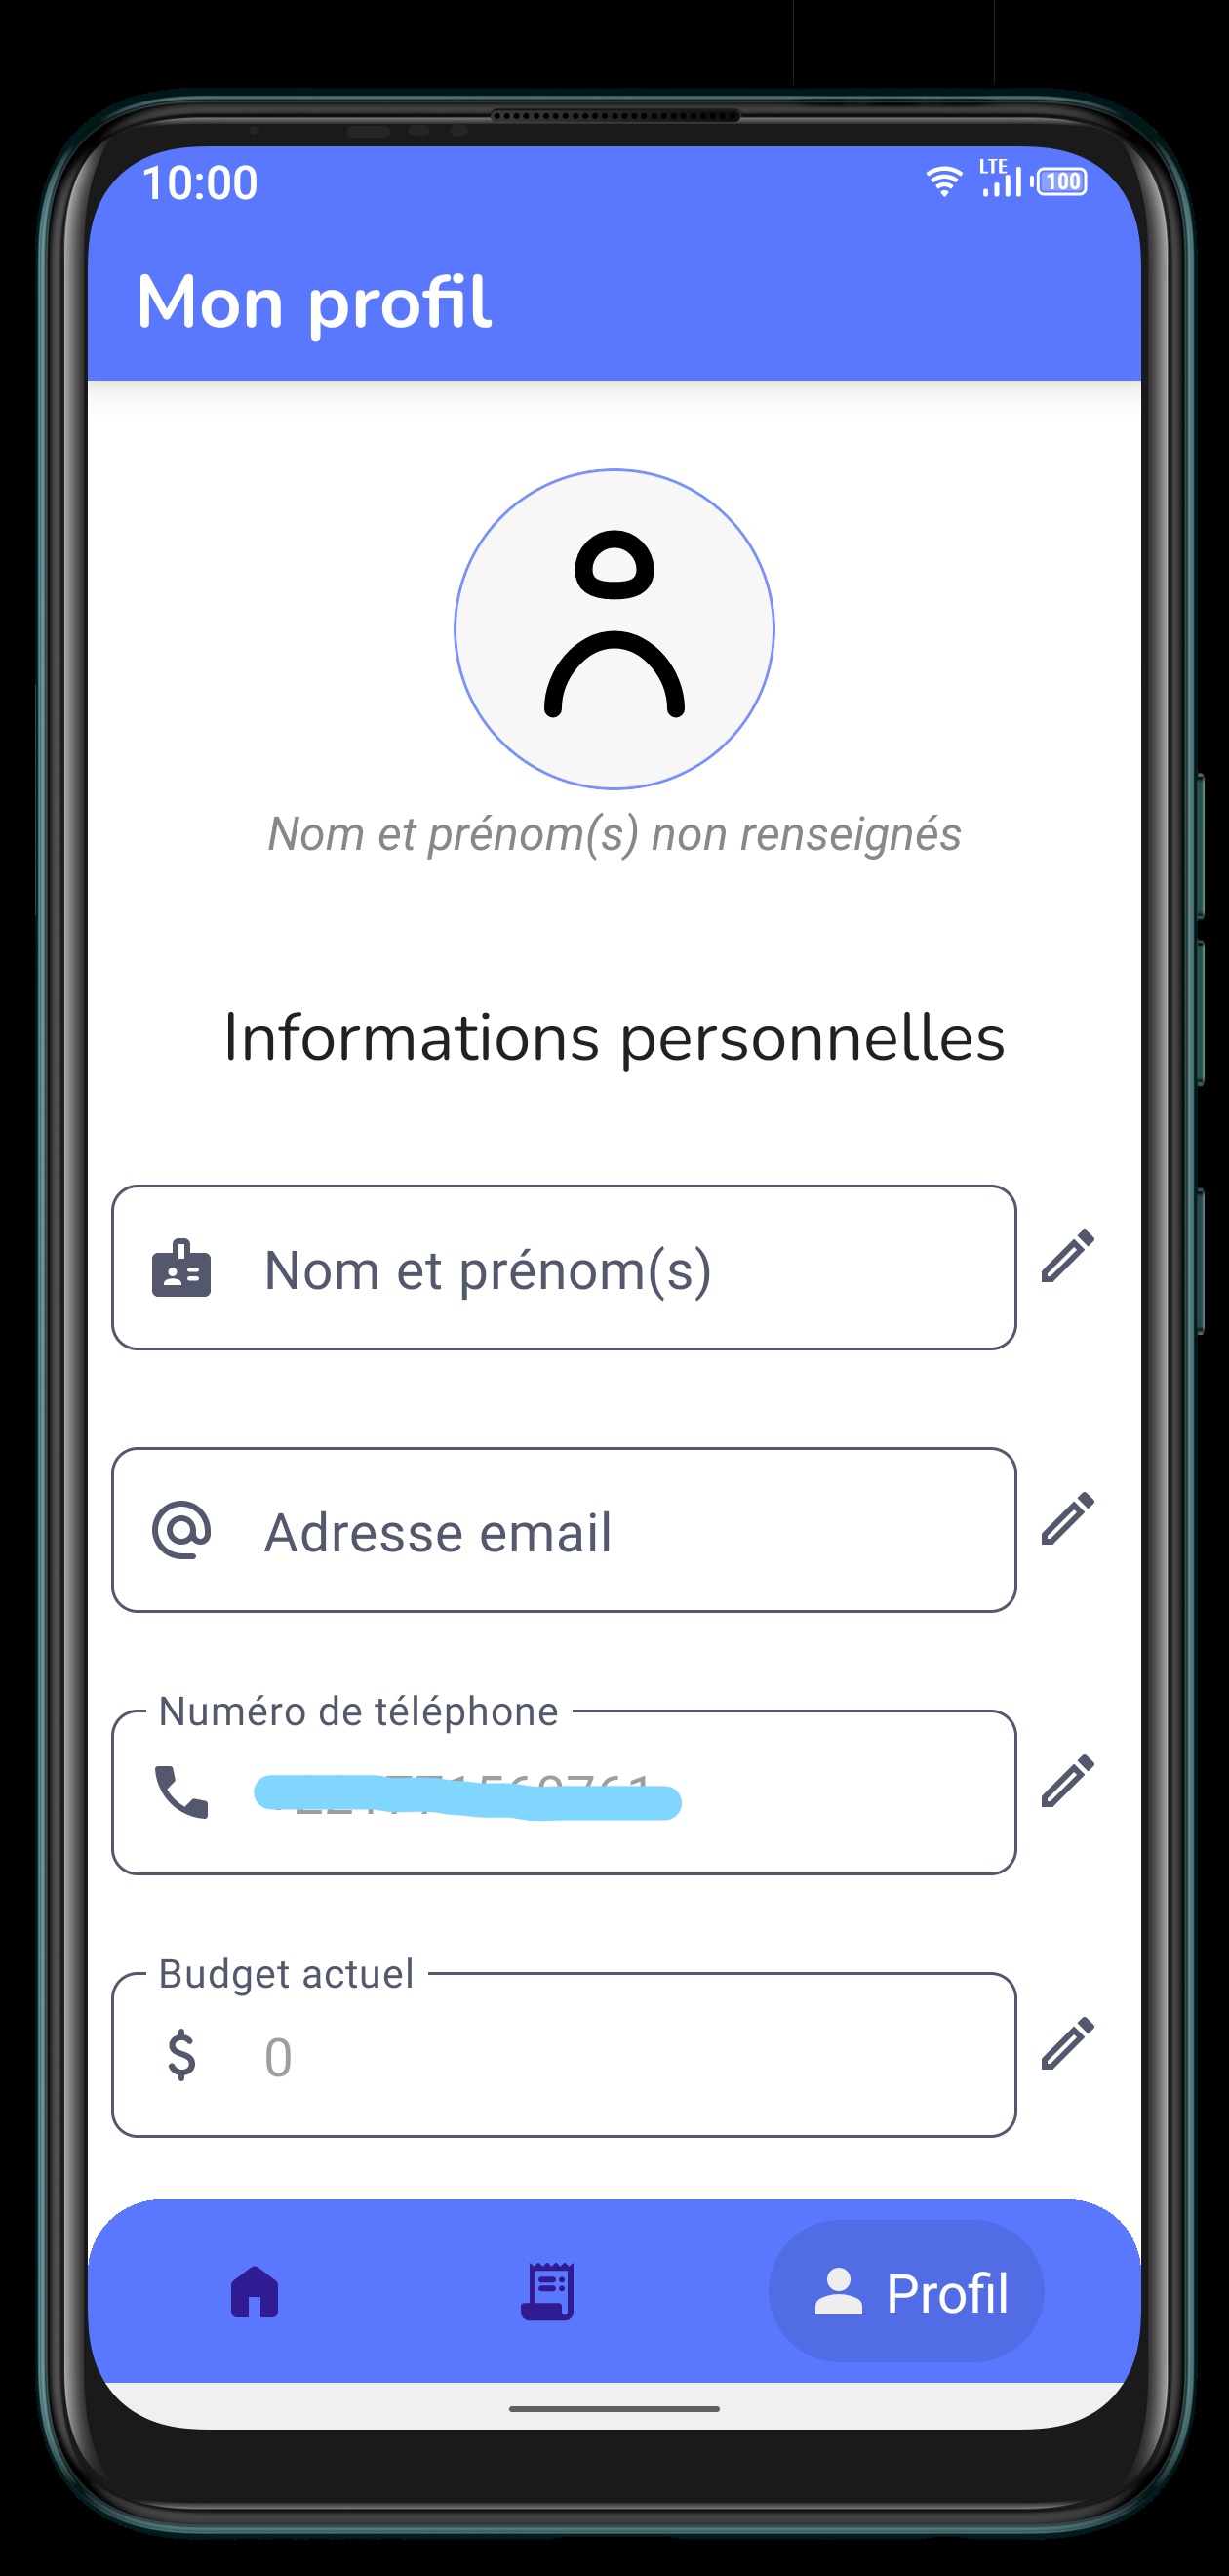 10:00
LTE
100
Mon profil
Nom et prénom(s) non renseignés
Informations personnelles
Nom et prénom(s)
Adresse email
Numéro de téléphone
Budget actuel
$ 0
Profil